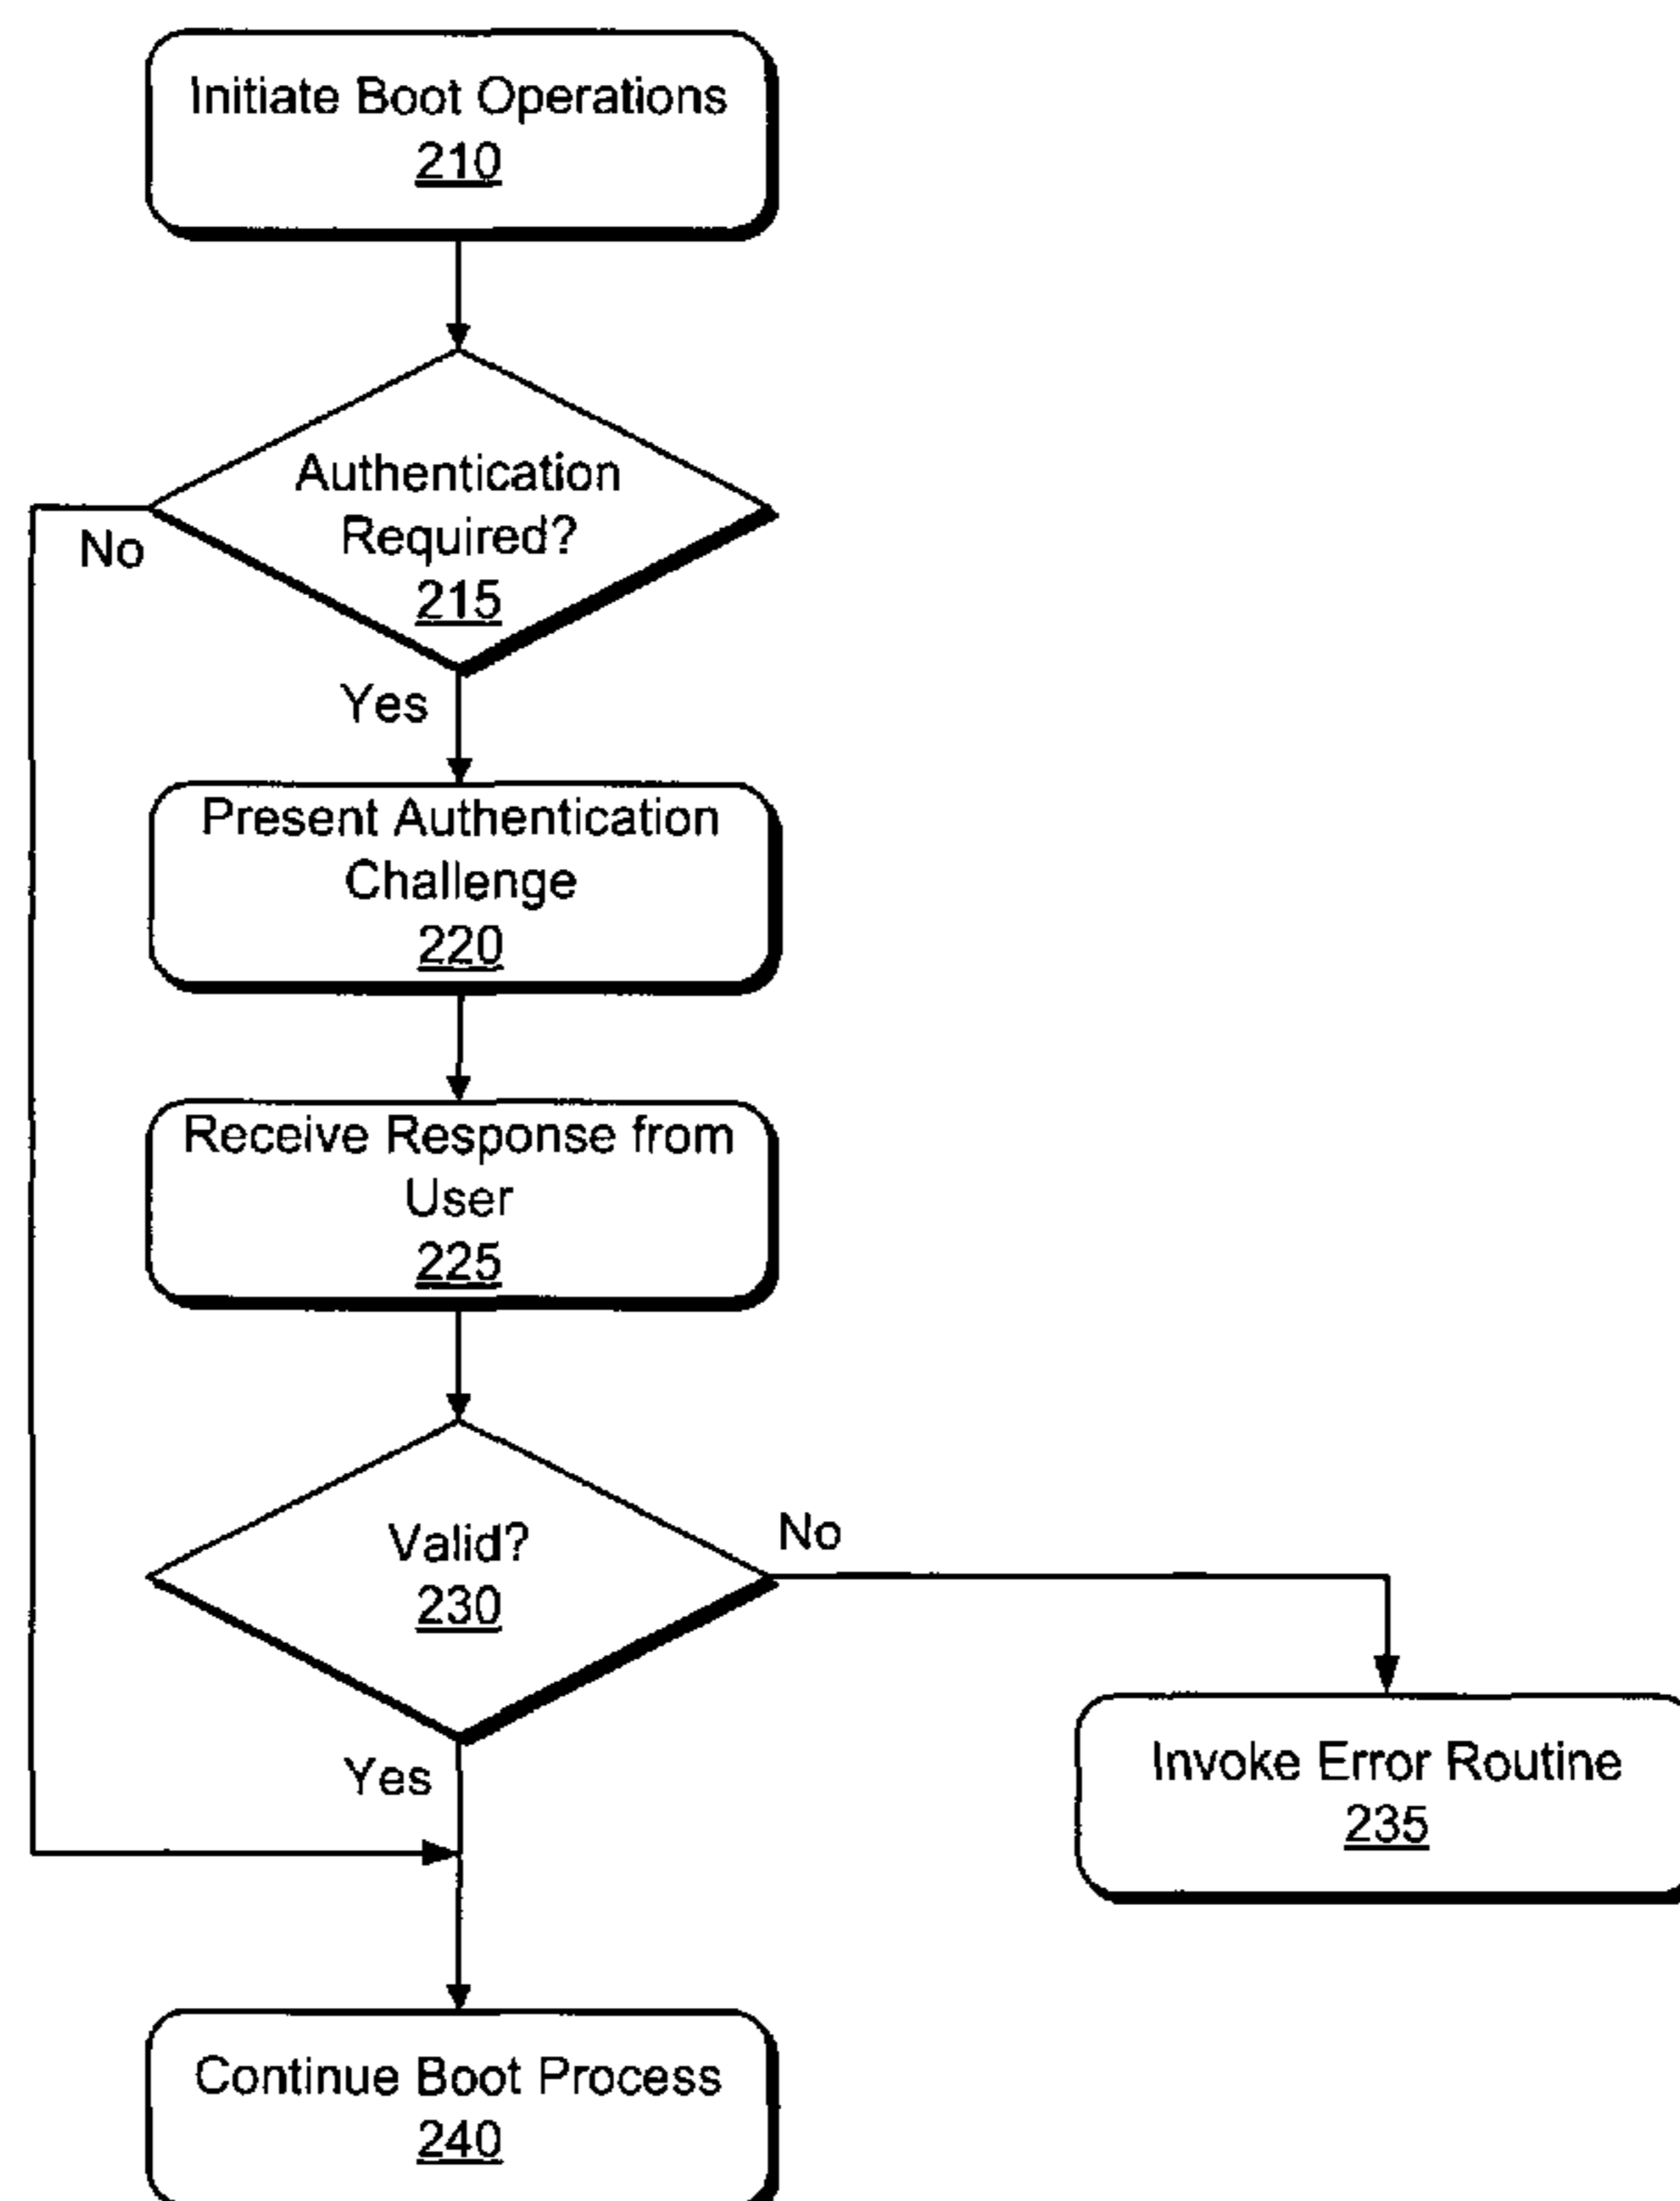 Initiate Boot Operations
210
Authentication
Required?
215
No
Yes
Present Authentication
Challenge
220
Receive Response from
User
225
Valid?
230
No
Yes
Invoke Error Routine
235
Continue Boot Process
240